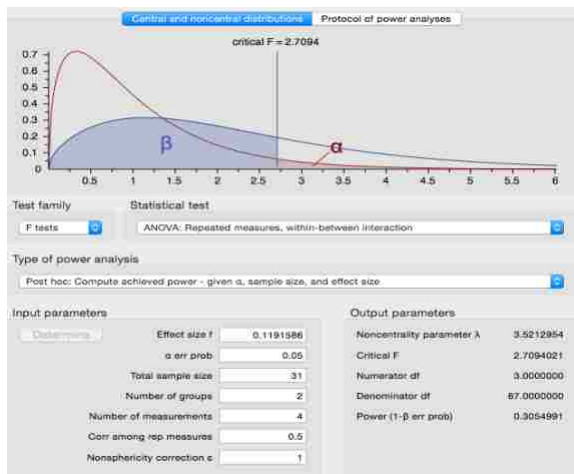 Central and noncentral distributions Protocol of power analyses
critical F = 2.7094
0.7
0.6
0.5
0.4
0.3
0.2
0.1
0
β
α
0.5 1 1.5 2 2.5 3 3.5 4 4.5 5 5.5 6
Test family Statistical test
F tests ANOVA: Repeated measures, within-between interaction
Type of power analysis
Post hoc: Compute achieved power - given α, sample size, and effect size
Input parameters Output parameters
Determine Effect size f 0.1191586 Noncentrality parameter λ 3.5212954
α err prob 0.05 Critical F 2.7094021
Total sample size 31 Numerator df 3.0000000
Number of groups 2 Denominator df 87.0000000
Number of measurements 4 Power (1-β err prob) 0.3054991
Corr among rep measures 0.5
Nonsphericity correction ε 1